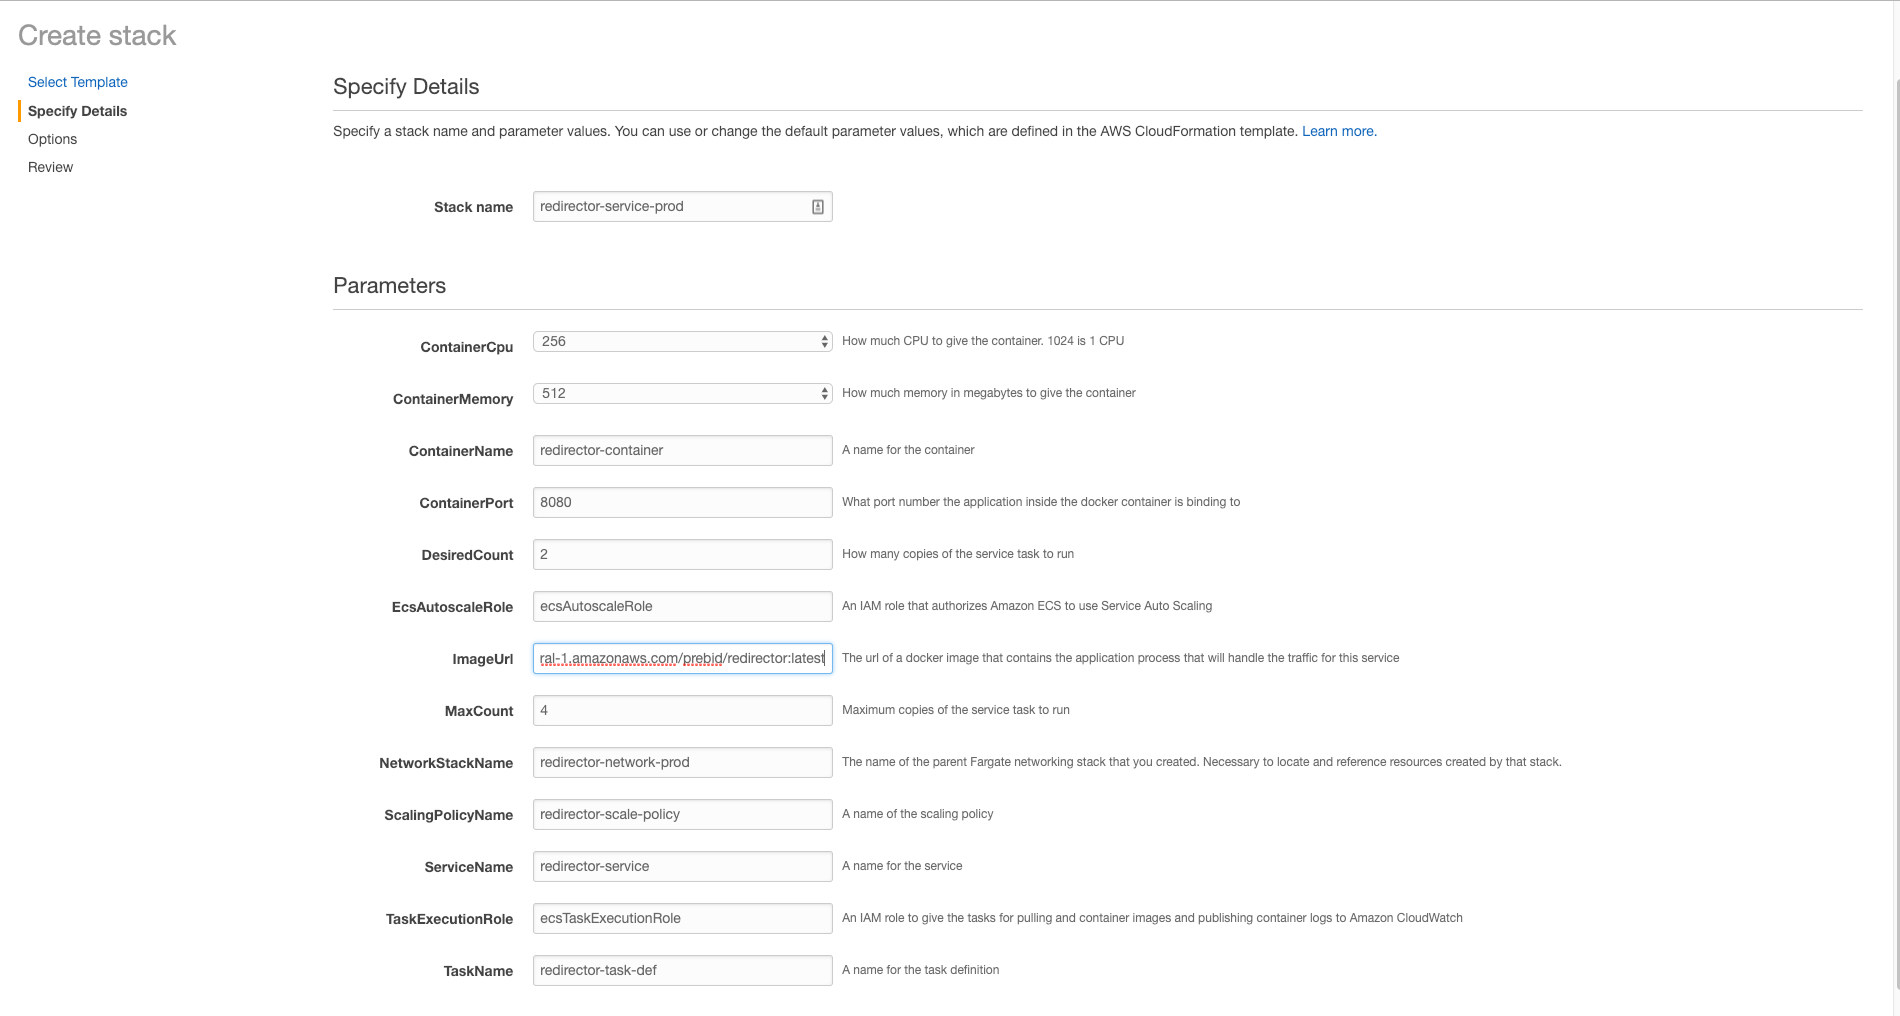 Create stack
Select Template
Specify Details
Options
Review
Specify Details
Specify a stack name and parameter values. You can use or change the default parameter values, which are defined in the AWS CloudFormation template. Learn more.
Stack name redirector-service-prod
Parameters
ContainerCpu 256 How much CPU to give the container. 1024 is 1 CPU
ContainerMemory 512 How much memory in megabytes to give the container
ContainerName redirector-container A name for the container
ContainerPort 8080 What port number the application inside the docker container is binding to
DesiredCount 2 How many copies of the service task to run
EcsAutoscaleRole ecsAutoscaleRole An IAM role that authorizes Amazon ECS to use Service Auto Scaling
ImageUrl ral-1.amazonaws.com/prebid/redirector:latest The url of a docker image that contains the application process that will handle the traffic for this service
MaxCount 4 Maximum copies of the service task to run
NetworkStackName redirector-network-prod The name of the parent Fargate networking stack that you created. Necessary to locate and reference resources created by that stack.
ScalingPolicyName redirector-scale-policy A name of the scaling policy
ServiceName redirector-service A name for the service
TaskExecutionRole ecsTaskExecutionRole An IAM role to give the tasks for pulling and container images and publishing container logs to Amazon CloudWatch
TaskName redirector-task-def A name for the task definition